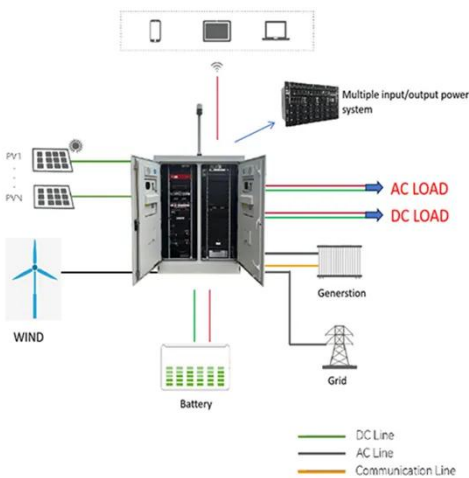 Multiple input/output power
system
PV1
PVN
AC LOAD
DC LOAD
WIND
Generstion
Grid
Battery
DC Line
AC Line
Communication Line